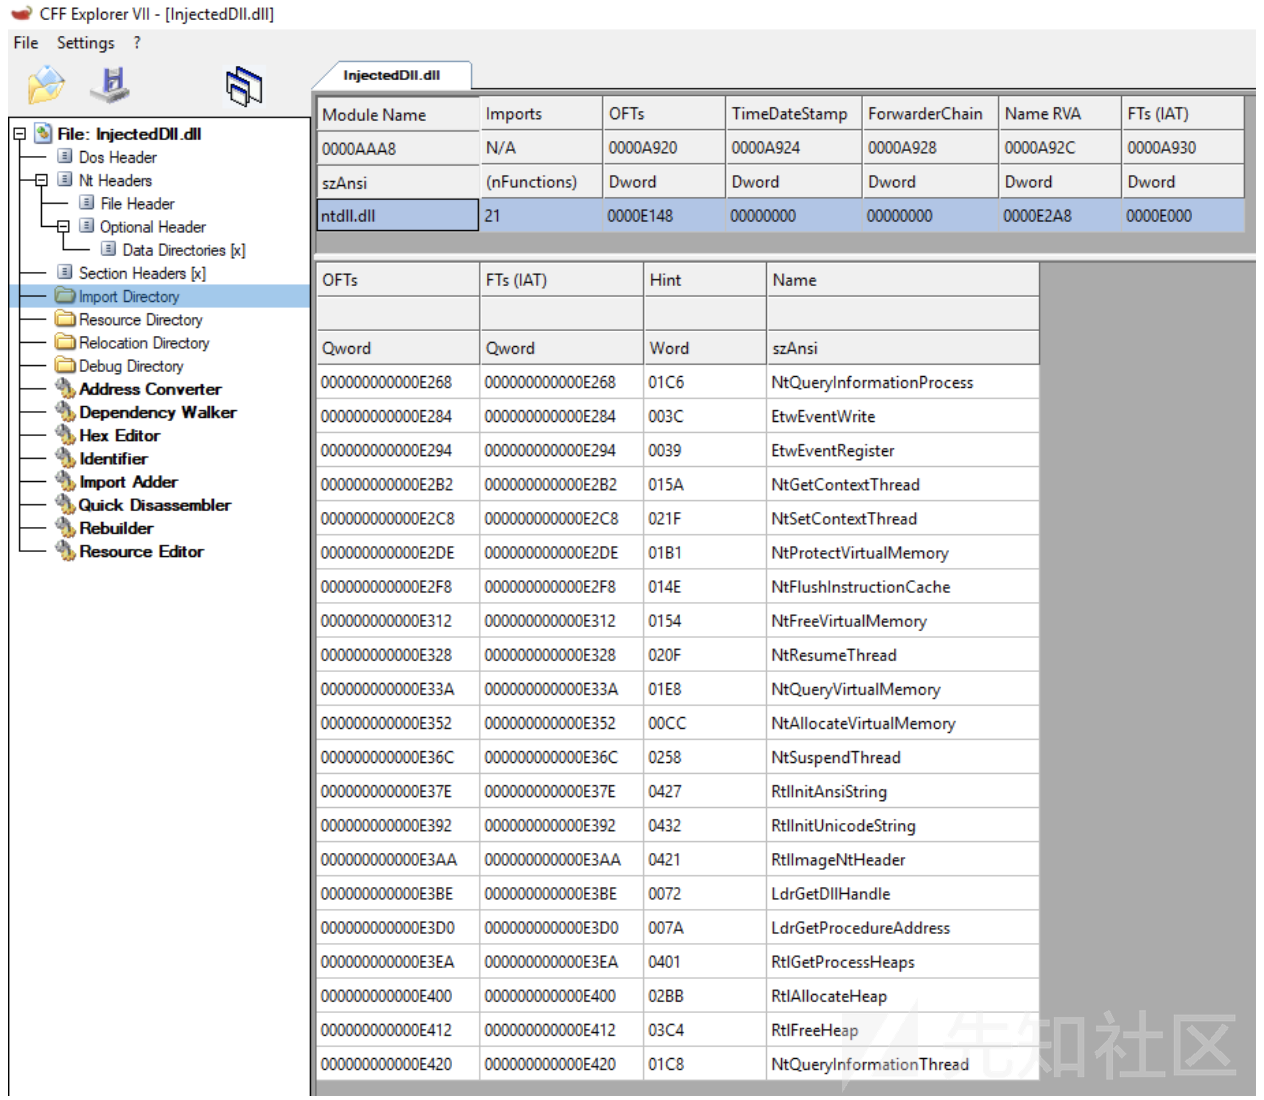 CFF Explorer VII - [InjectedDll.dll]
File Settings ?
InjectedDll.dll
File: InjectedDll.dll
Dos Header
Nt Headers
File Header
Optional Header
Data Directories [x]
Section Headers [x]
Import Directory
Resource Directory
Relocation Directory
Debug Directory
Address Converter
Dependency Walker
Hex Editor
Identifier
Import Adder
Quick Disassembler
Rebuilder
Resource Editor
Module Name Imports OFTs TimeDateStamp ForwarderChain Name RVA FTs (IAT)
0000AAA8 N/A 0000A920 0000A924 0000A928 0000A92C 0000A930
szAnsi (nFunctions) Dword Dword Dword Dword Dword
ntdll.dll 21 0000E148 00000000 00000000 0000E2A8 0000E000
OFTs FTs (IAT) Hint Name
Qword Qword Word szAnsi
000000000000E268 000000000000E268 01C6 NtQueryInformationProcess
000000000000E284 000000000000E284 003C EtwEventWrite
000000000000E294 000000000000E294 0039 EtwEventRegister
000000000000E2B2 000000000000E2B2 015A NtGetContextThread
000000000000E2C8 000000000000E2C8 021F NtSetContextThread
000000000000E2DE 000000000000E2DE 01B1 NtProtectVirtualMemory
000000000000E2F8 000000000000E2F8 014E NtFlushInstructionCache
000000000000E312 000000000000E312 0154 NtFreeVirtualMemory
000000000000E328 000000000000E328 020F NtResumeThread
000000000000E33A 000000000000E33A 01E8 NtQueryVirtualMemory
000000000000E352 000000000000E352 00CC NtAllocateVirtualMemory
000000000000E36C 000000000000E36C 0258 NtSuspendThread
000000000000E37E 000000000000E37E 0427 RtlInitAnsiString
000000000000E392 000000000000E392 0432 RtlInitUnicodeString
000000000000E3AA 000000000000E3AA 0421 RtlImageNtHeader
000000000000E3BE 000000000000E3BE 0072 LdrGetDllHandle
000000000000E3D0 000000000000E3D0 007A LdrGetProcedureAddress
000000000000E3EA 000000000000E3EA 0401 RtlGetProcessHeaps
000000000000E400 000000000000E400 02BB RtlAllocateHeap
000000000000E412 000000000000E412 03C4 RtlFreeHeap
000000000000E420 000000000000E420 01C8 NtQueryInformationThread
先知社区